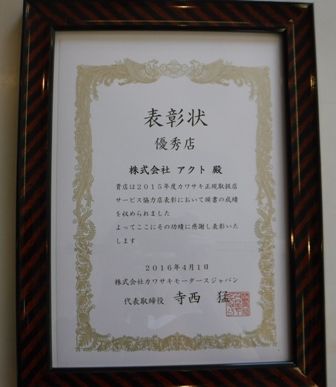 表彰状
優秀店
株式会社 アクト 殿
貴店は2015年度カワサキ正規取扱店
サービス協力店表彰において頭書の成績
を収められました
よってここにその功績に感謝し表彰いた
します
2016年4月1日
株式会社カワサキモータースジャパン
代表取締役 寺西 猛